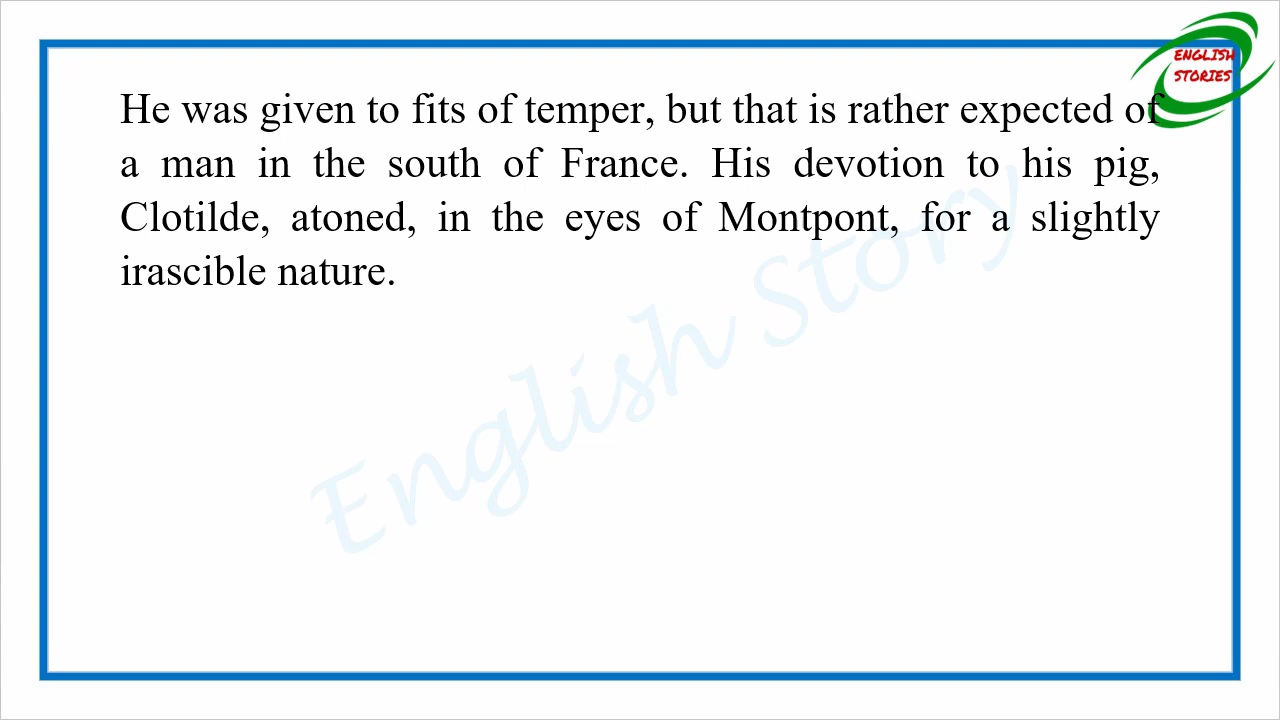 ENGLISH
STORIES
He was given to fits of temper, but that is rather expected of
a man in the south of France. His devotion to his pig,
Clotilde, atoned, in the eyes of Montpont, for a slightly
irascible nature.
English Story